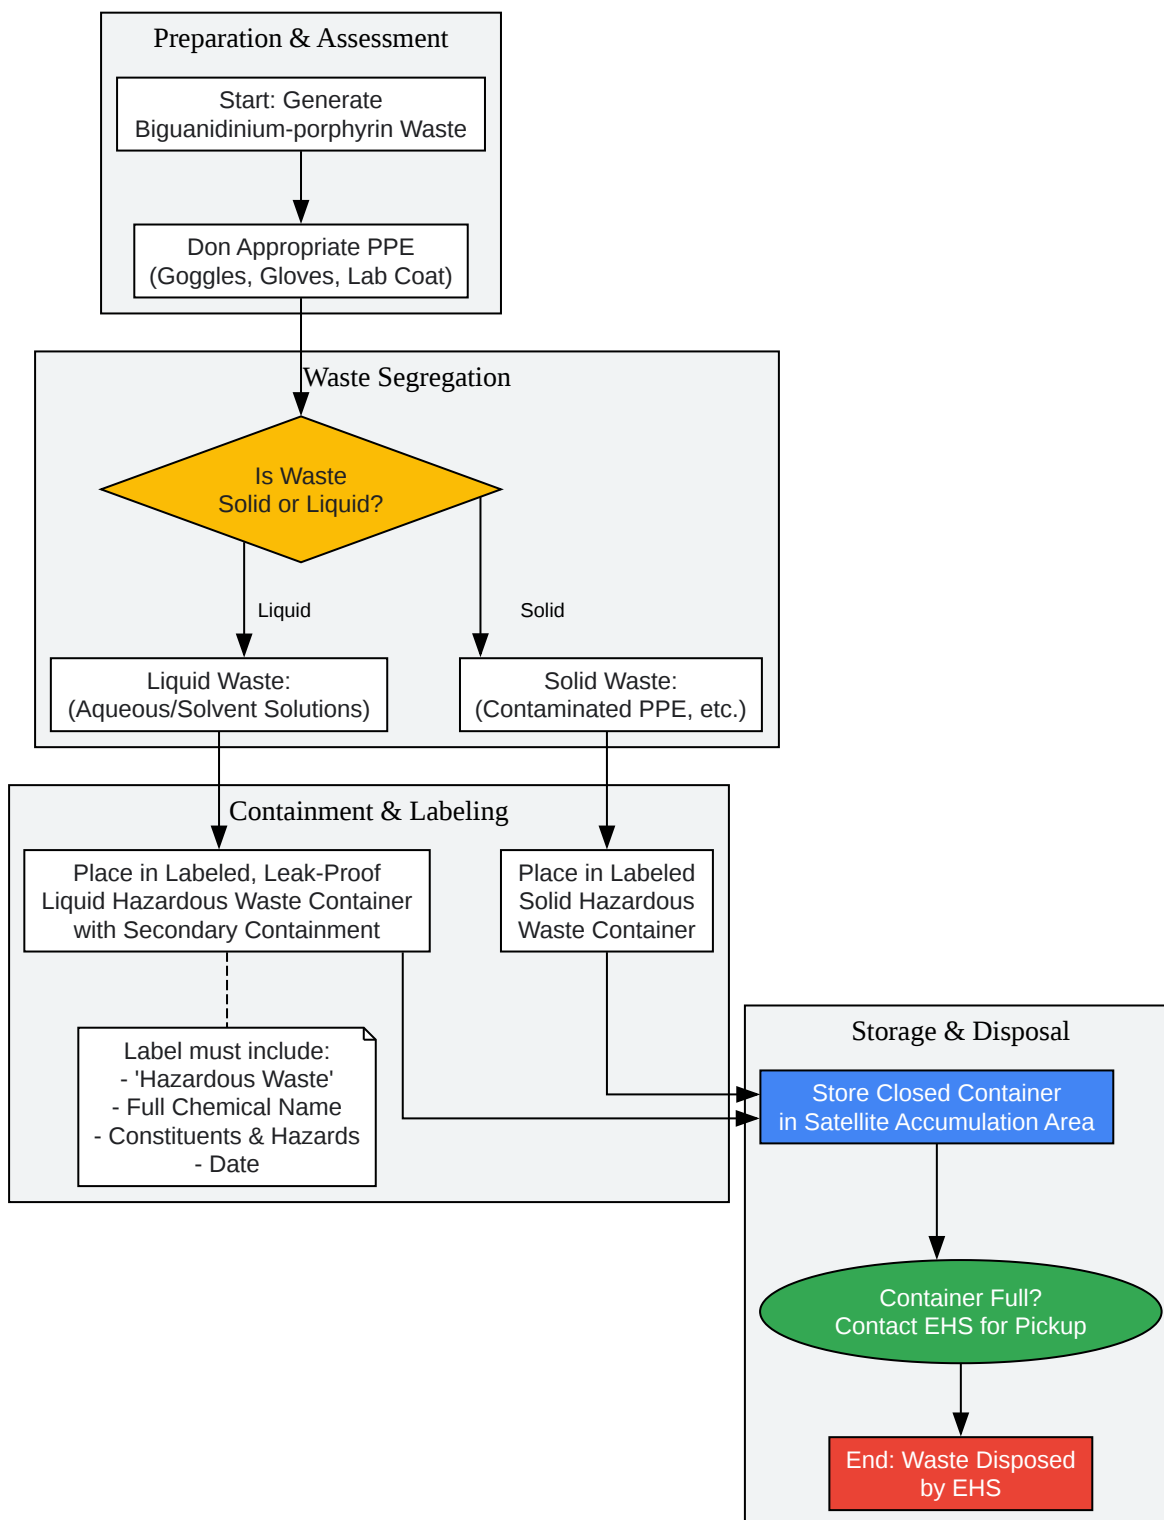 Preparation & Assessment
Start: Generate
Biguanidinium-porphyrin Waste
Don Appropriate PPE
(Goggles, Gloves, Lab Coat)
Waste Segregation
Is Waste
Solid or Liquid?
Liquid
Solid
Liquid Waste:
(Aqueous/Solvent Solutions)
Solid Waste:
(Contaminated PPE, etc.)
Containment & Labeling
Place in Labeled, Leak-Proof
Liquid Hazardous Waste Container
with Secondary Containment
Place in Labeled
Solid Hazardous
Waste Container
Label must include:
- 'Hazardous Waste'
- Full Chemical Name
- Constituents & Hazards
- Date
Storage & Disposal
Store Closed Container
in Satellite Accumulation Area
Container Full?
Contact EHS for Pickup
End: Waste Disposed
by EHS